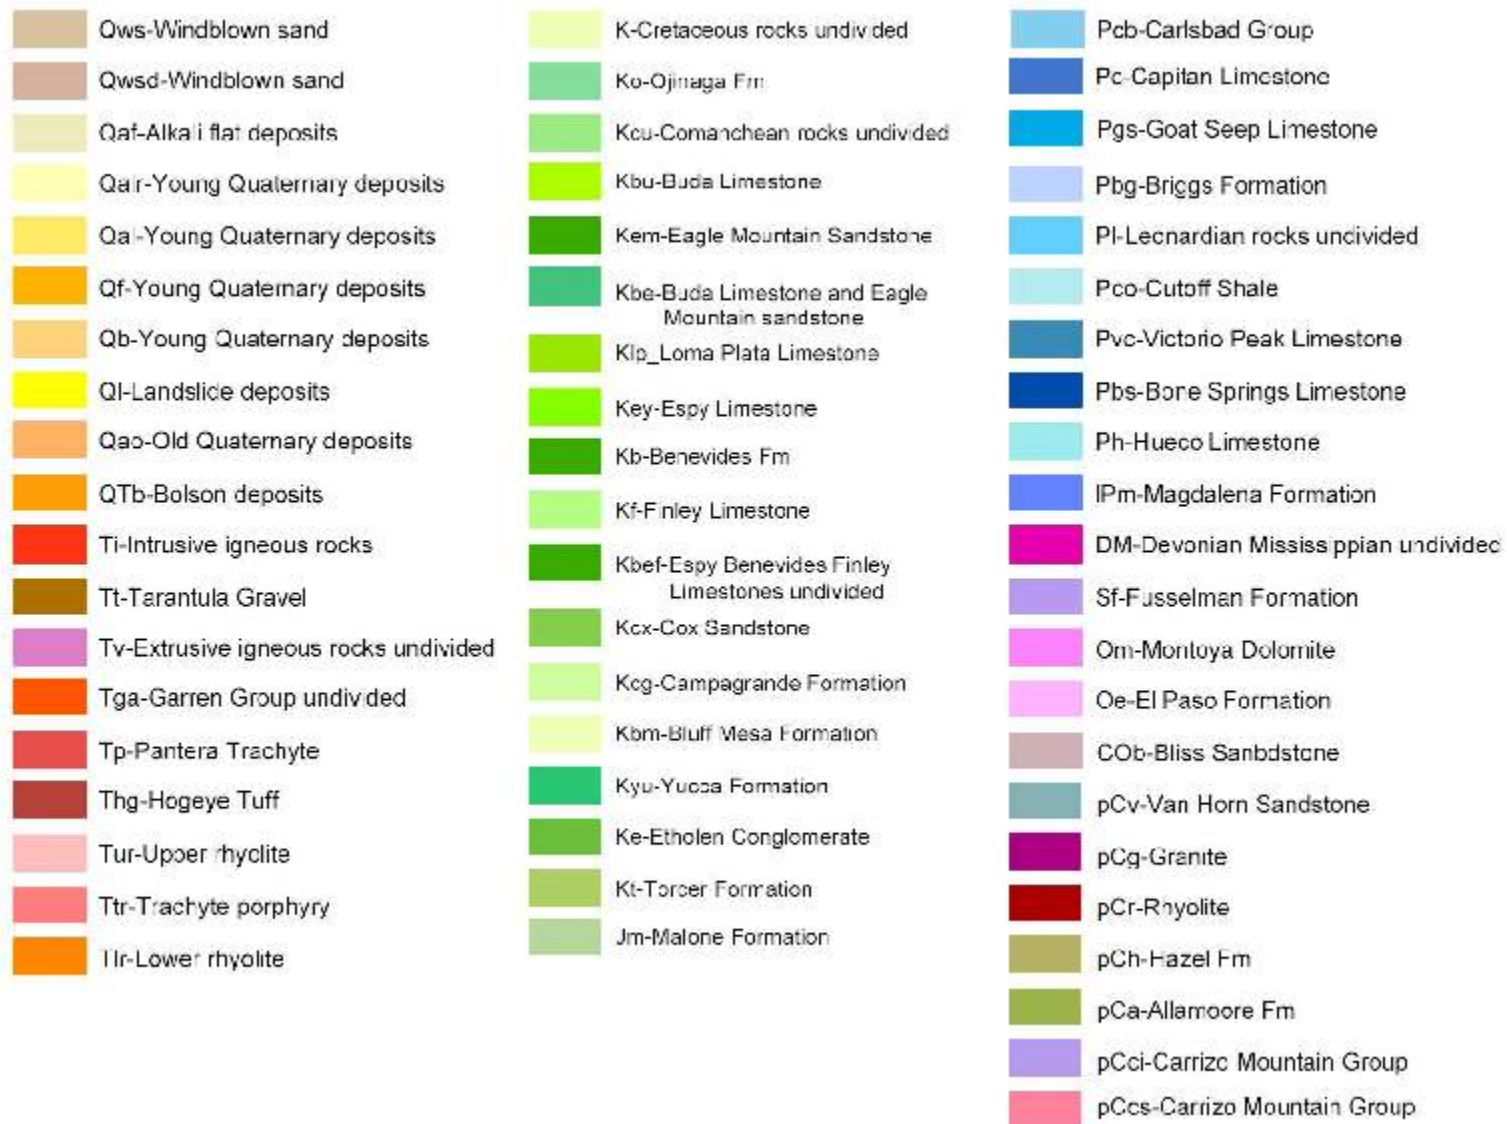 Qws-Windblown sand
Qwsd-Windblown sand
Qaf-Alkali flat deposits
Qair-Young Quaternary deposits
Qal-Young Quaternary deposits
Qf-Young Quaternary deposits
Qb-Young Quaternary deposits
Ql-Landslide deposits
Qao-Old Quaternary deposits
QTb-Bolson deposits
Ti-Intrusive igneous rocks
Tt-Tarantula Gravel
Tv-Extrusive igneous rocks undivided
Tga-Garren Group undivided
Tp-Pantera Trachyte
Thg-Hogeye Tuff
Tur-Upper rhyolite
Ttr-Trachyte porphyry
Tlr-Lower rhyolite
K-Cretaceous rocks undivided
Ko-Ojinaga Fm
Kcu-Comanchean rocks undivided
Kbu-Buda Limestone
Kem-Eagle Mountain Sandstone
Kbe-Buda Limestone and Eagle
Mountain sandstone
Klp_Loma Plata Limestone
Key-Espy Limestone
Kb-Benevides Fm
Kf-Finley Limestone
Kbef-Espy Benevides Finley
Limestones undivided
Kcx-Cox Sandstone
Kcg-Campagrande Formation
Kbm-Bluff Mesa Formation
Kyu-Yucca Formation
Ke-Etholen Conglomerate
Kt-Torcer Formation
Jm-Malone Formation
Pcb-Carlsbad Group
Pc-Capitan Limestone
Pgs-Goat Seep Limestone
Pbg-Briggs Formation
Pl-Leonardian rocks undivided
Pco-Cutoff Shale
Pvc-Victorio Peak Limestone
Pbs-Bone Springs Limestone
Ph-Hueco Limestone
IPm-Magdalena Formation
DM-Devonian Mississippian undivided
Sf-Fusselman Formation
Om-Montoya Dolomite
Oe-El Paso Formation
COb-Bliss Sanbdstone
pCv-Van Horn Sandstone
pCg-Granite
pCr-Rhyolite
pCh-Hazel Fm
pCa-Allamoore Fm
pCci-Carrizo Mountain Group
pCcs-Carrizo Mountain Group